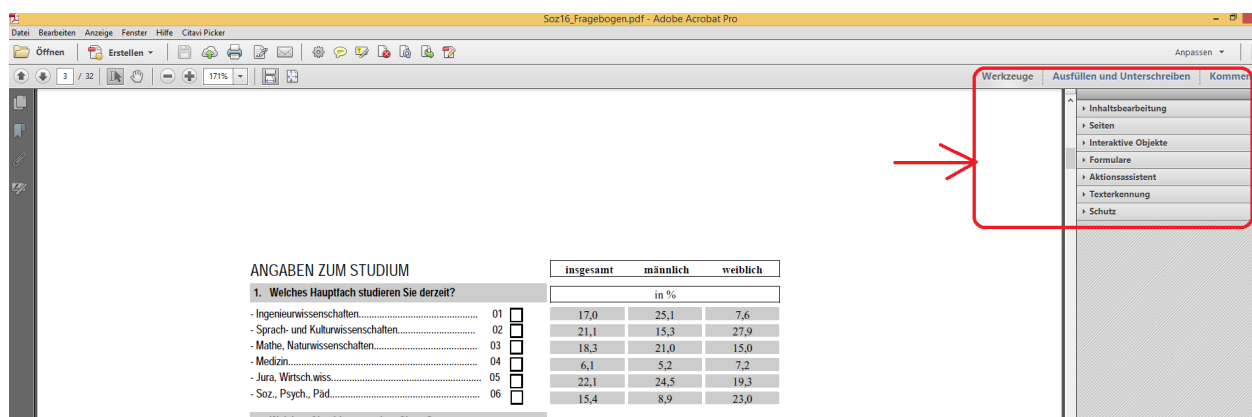 Soz16_Fragebogen.pdf - Adobe Acrobat Pro
Datei Bearbeiten Anzeige Fenster Hilfe Citavi Picker
Öffnen Erstellen Anpassen
3 / 32 171% Werkzeuge Ausfüllen und Unterschreiben Kommen
Inhaltsbearbeitung
Seiten
Interaktive Objekte
Formulare
Aktionsassistent
Texterkennung
Schutz
ANGABEN ZUM STUDIUM insgesamt männlich weiblich
1. Welches Hauptfach studieren Sie derzeit? in %
- Ingenieurwissenschaften............................................... 01 17,0 25,1 7,6
- Sprach- und Kulturwissenschaften.............................. 02 21,1 15,3 27,9
- Mathe, Naturwissenschaften......................................... 03 18,3 21,0 15,0
- Medizin........................................................................... 04 6,1 5,2 7,2
- Jura, Wirtsch.wiss........................................................... 05 22,1 24,5 19,3
- Soz., Psych., Päd........................................................... 06 15,4 8,9 23,0